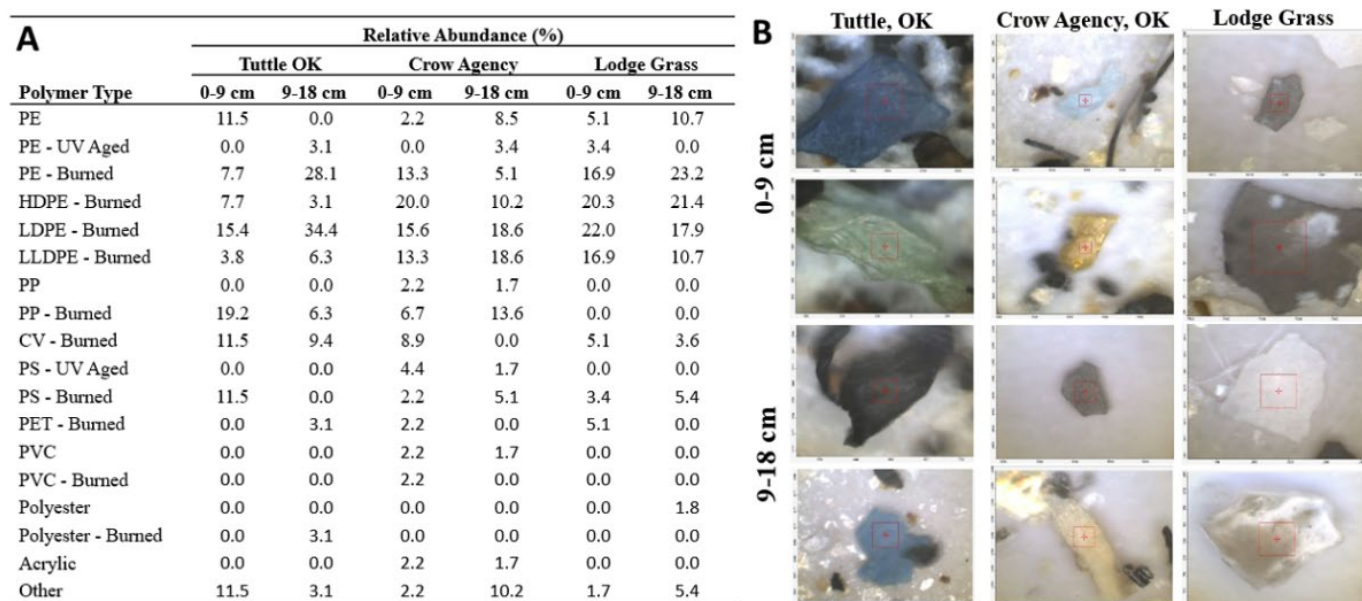 A
Relative Abundance (%)
Tuttle OK Crow Agency Lodge Grass
Polymer Type 0-9 cm 9-18 cm 0-9 cm 9-18 cm 0-9 cm 9-18 cm
PE 11.5 0.0 2.2 8.5 5.1 10.7
PE - UV Aged 0.0 3.1 0.0 3.4 3.4 0.0
PE - Burned 7.7 28.1 13.3 5.1 16.9 23.2
HDPE - Burned 7.7 3.1 20.0 10.2 20.3 21.4
LDPE - Burned 15.4 34.4 15.6 18.6 22.0 17.9
LLDPE - Burned 3.8 6.3 13.3 18.6 16.9 10.7
PP 0.0 0.0 2.2 1.7 0.0 0.0
PP - Burned 19.2 6.3 6.7 13.6 0.0 0.0
CV - Burned 11.5 9.4 8.9 0.0 5.1 3.6
PS - UV Aged 0.0 0.0 4.4 1.7 0.0 0.0
PS - Burned 11.5 0.0 2.2 5.1 3.4 5.4
PET - Burned 0.0 3.1 2.2 0.0 5.1 0.0
PVC 0.0 0.0 2.2 1.7 0.0 0.0
PVC - Burned 0.0 0.0 2.2 0.0 0.0 0.0
Polyester 0.0 0.0 0.0 0.0 0.0 1.8
Polyester - Burned 0.0 3.1 0.0 0.0 0.0 0.0
Acrylic 0.0 0.0 2.2 1.7 0.0 0.0
Other 11.5 3.1 2.2 10.2 1.7 5.4
B
Tuttle, OK Crow Agency, OK Lodge Grass
0-9 cm
9-18 cm